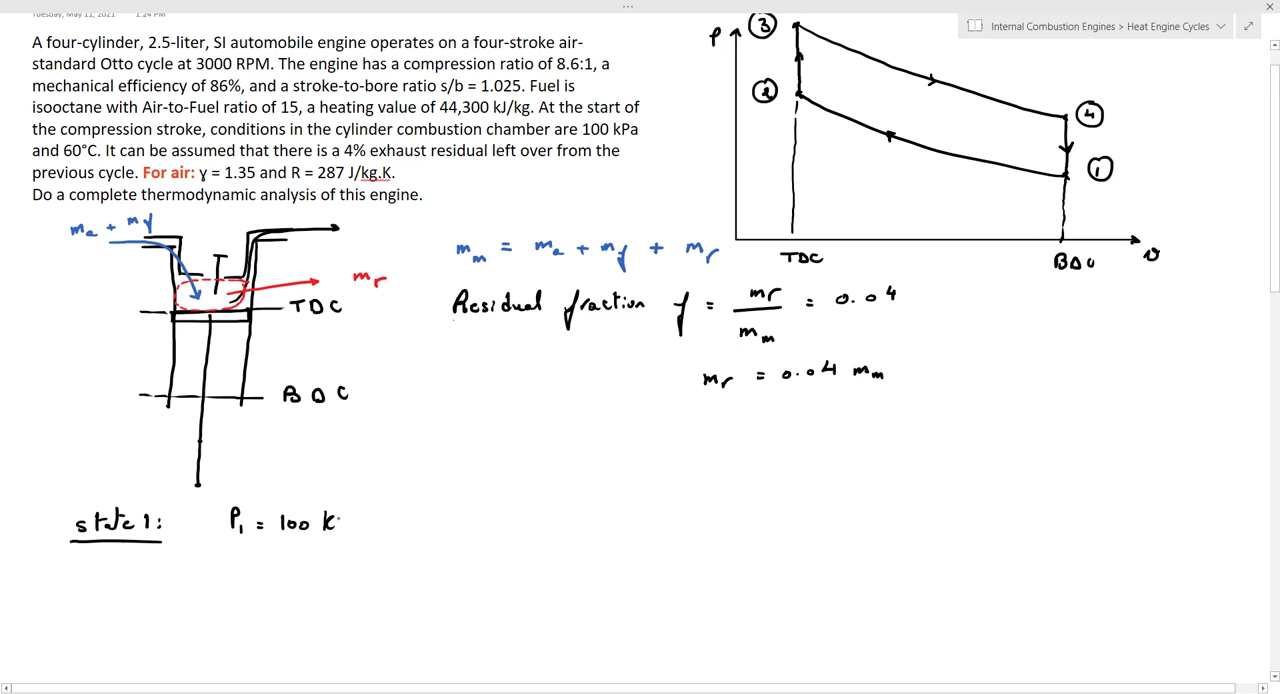 Tuesday, May 11, 2021 1:24 PM
Internal Combustion Engines > Heat Engine Cycles
A four-cylinder, 2.5-liter, SI automobile engine operates on a four-stroke air-
standard Otto cycle at 3000 RPM. The engine has a compression ratio of 8.6:1, a
mechanical efficiency of 86%, and a stroke-to-bore ratio s/b = 1.025. Fuel is
isooctane with Air-to-Fuel ratio of 15, a heating value of 44,300 kJ/kg. At the start of
the compression stroke, conditions in the cylinder combustion chamber are 100 kPa
and 60°C. It can be assumed that there is a 4% exhaust residual left over from the
previous cycle. For air: γ = 1.35 and R = 287 J/kg.K.
Do a complete thermodynamic analysis of this engine.
P
3
2
4
1
TDC
BDC
v
ma + mf
mr
TDC
BDC
mm = ma + mf + mr
Residual fraction f = mr / mm = 0.04
mr = 0.04 mm
state 1: P1 = 100 k